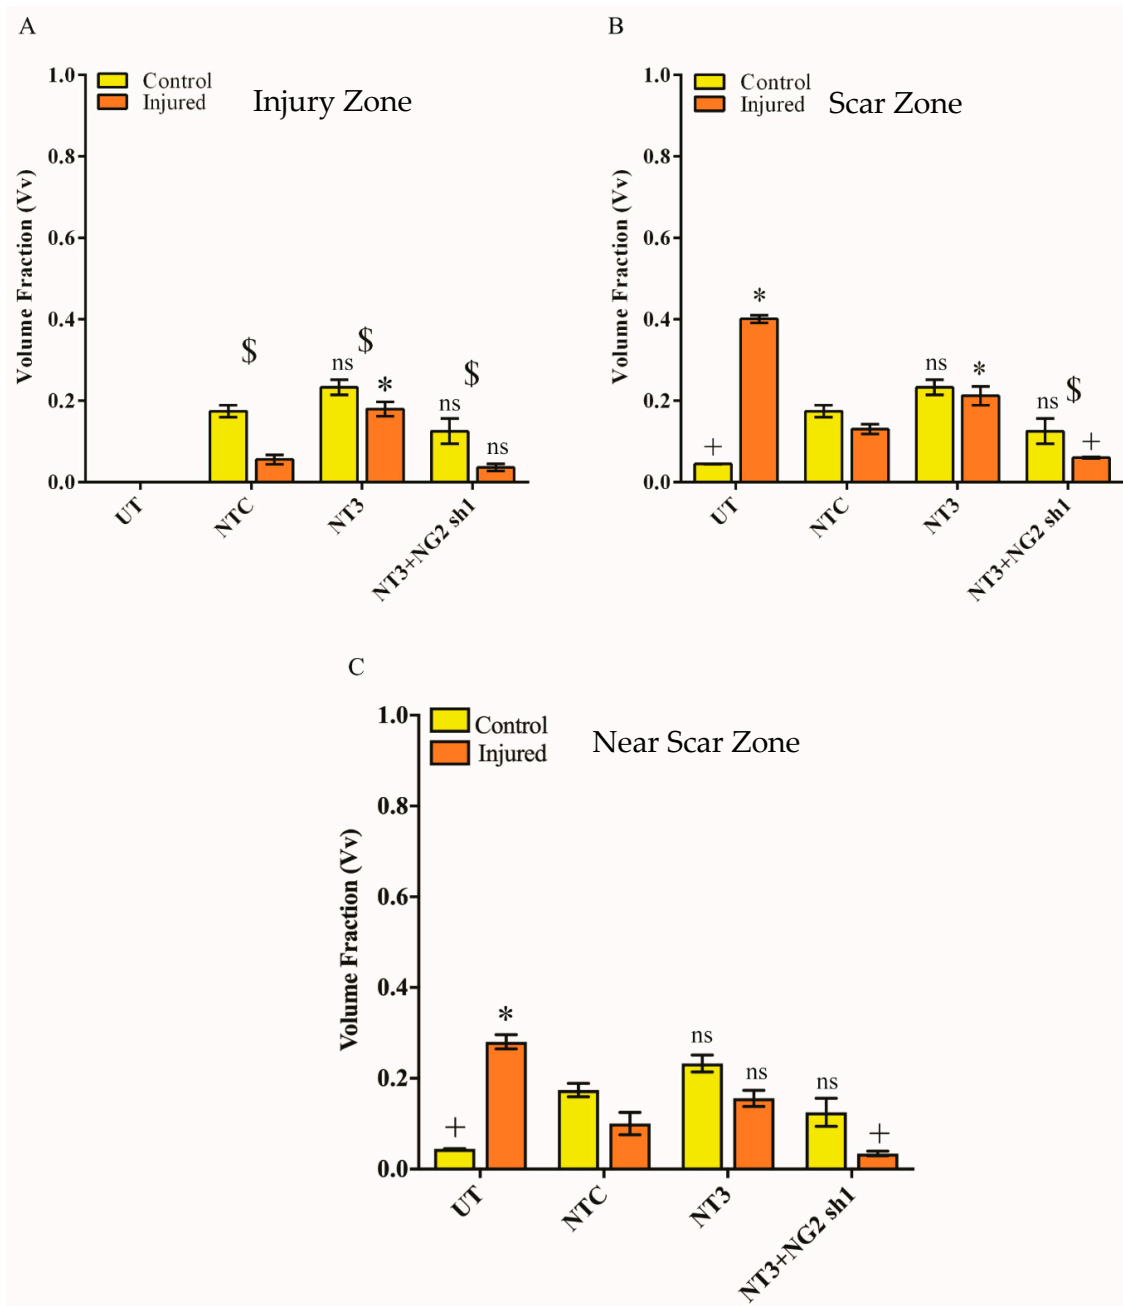 A
Control
Injured
Injury Zone
Volume Fraction (Vv)
1.0
0.8
0.6
0.4
0.2
0.0
$
ns
$
*
ns
$
ns
UT
NTC
NT3
NT3+NG2 sh1
B
Control
Injured
Scar Zone
Volume Fraction (Vv)
1.0
0.8
0.6
0.4
0.2
0.0
+
*
ns
*
ns
$
+
UT
NTC
NT3
NT3+NG2 sh1
C
Control
Injured
Near Scar Zone
Volume Fraction (Vv)
1.0
0.8
0.6
0.4
0.2
0.0
+
*
ns
ns
ns
+
UT
NTC
NT3
NT3+NG2 sh1